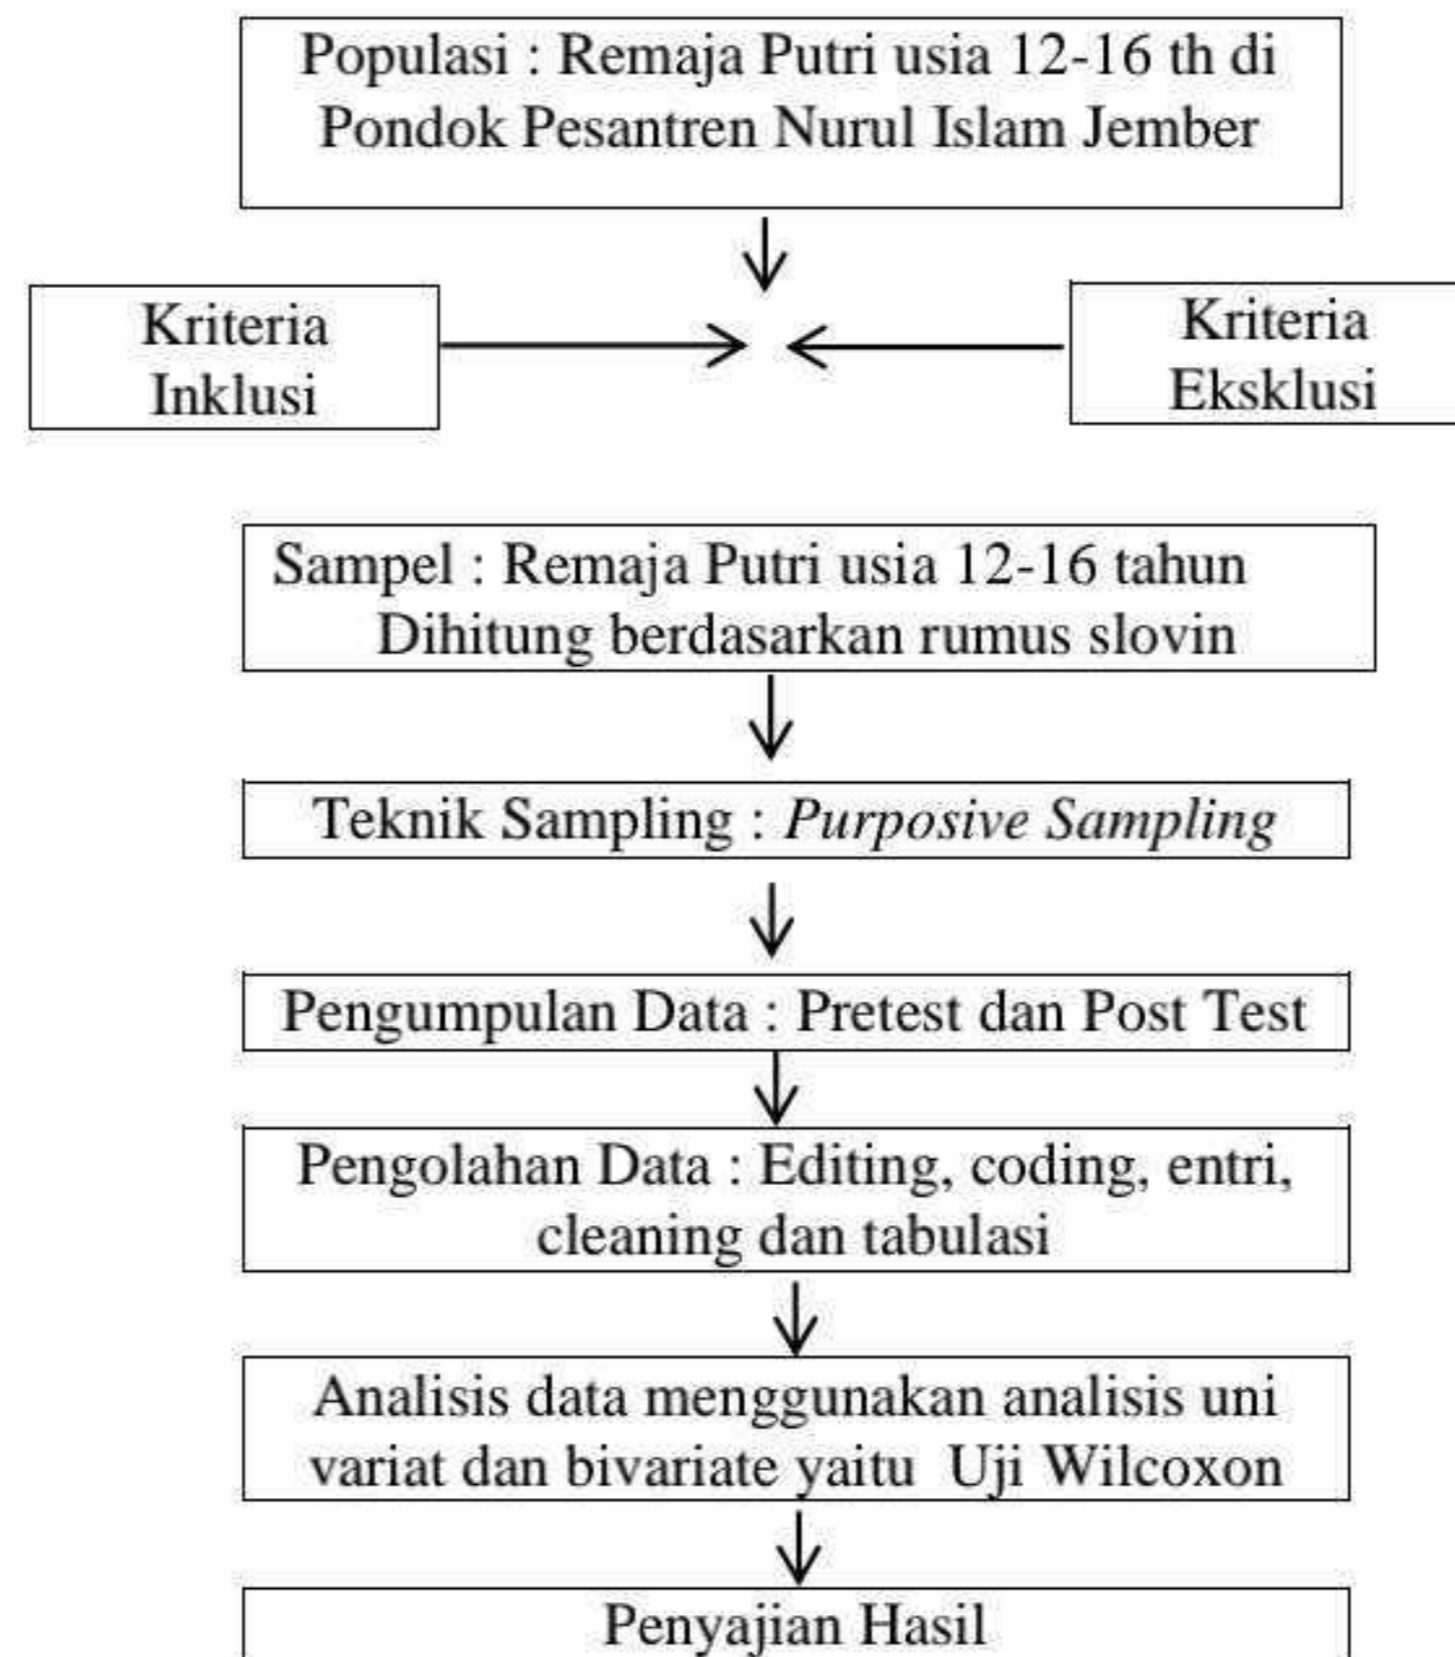 Populasi : Remaja Putri usia 12-16 th di
Pondok Pesantren Nurul Islam Jember
Kriteria
Inklusi
Kriteria
Eksklusi
Sampel : Remaja Putri usia 12-16 tahun
Dihitung berdasarkan rumus slovin
Teknik Sampling : Purposive Sampling
Pengumpulan Data : Pretest dan Post Test
Pengolahan Data : Editing, coding, entri,
cleaning dan tabulasi
Analisis data menggunakan analisis uni
variat dan bivariate yaitu  Uji Wilcoxon
Penyajian Hasil